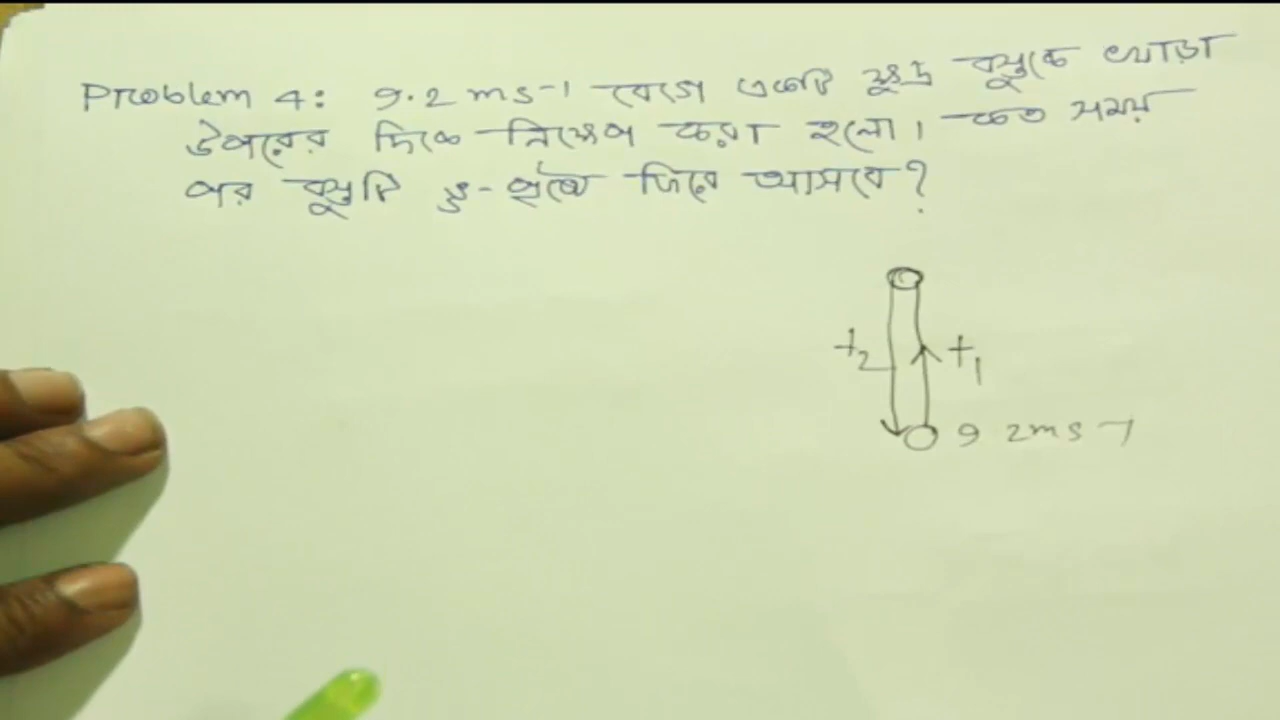 Problem 4: 9.2 ms-1 বেগে একটি ক্ষুদ্র বস্তুকে খাড়া
উপরের দিকে নিক্ষেপ করা হলো। কত সময়
পর বস্তুটি ভূ-পৃষ্ঠে ফিরে আসবে?
t2 t1
9 2ms-1